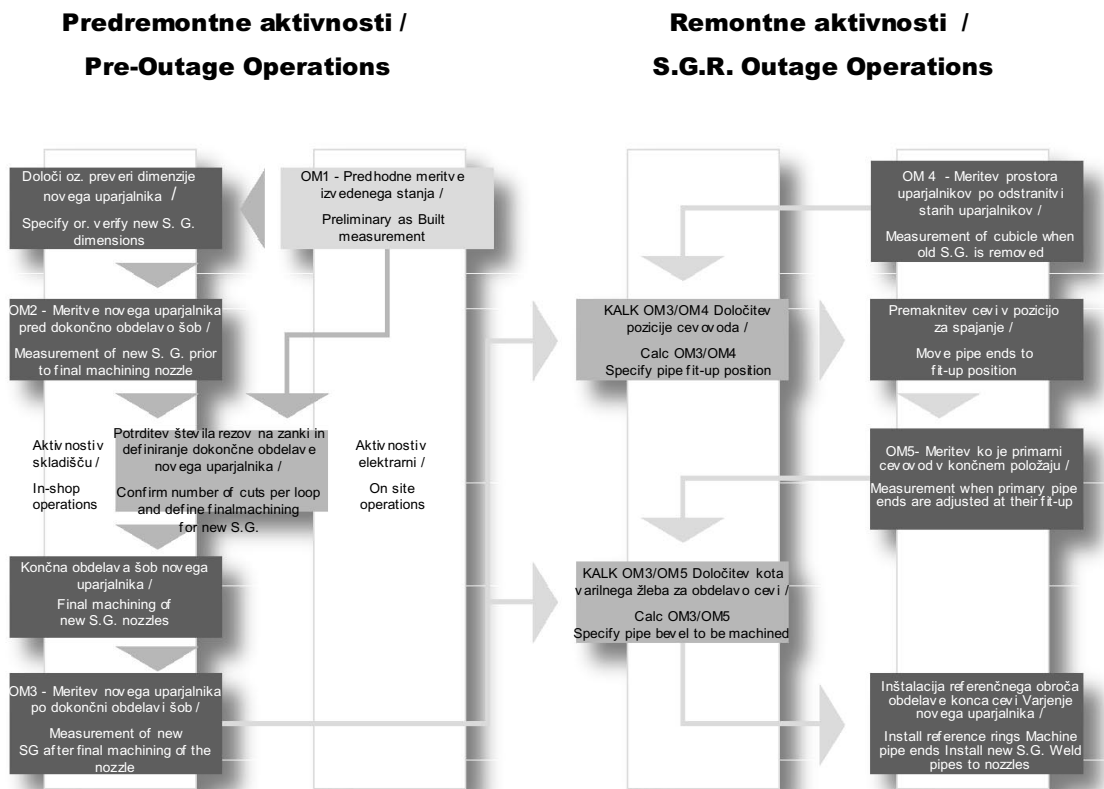 Predremontne aktivnosti /
Pre-Outage Operations
Remontne aktivnosti /
S.G.R. Outage Operations
Določi oz. preveri dimenzije
novega uparjalnika /
Specify or. verify new S. G.
dimensions
OM1 - Predhodne meritve
izvedenega stanja /
Preliminary as Built
measurement
OM2 - Meritve novega uparjalnika
pred dokončno obdelavo šob /
Measurement of new S. G. prior
to final machining nozzle
Aktivnosti v
skladišču /
In-shop
operations
Potrditev števila rezov na zanki in
definiranje dokončne obdelave
novega uparjalnika /
Confirm number of cuts per loop
and define finalmachining
for new S.G.
Aktivnosti v
elektrarni /
On site
operations
Končna obdelava šob novega
uparjalnika /
Final machining of
new S.G. nozzles
OM3 - Meritev novega uparjalnika
po dokončni obdelavi šob /
Measurement of new
SG after final machining of the
nozzle
OM 4 - Meritev prostora
uparjalnikov po odstranitvi
starih uparjalnikov /
Measurement of cubicle when
old S.G. is removed
KALK OM3/OM4 Določitev
pozicije cevovoda /
Calc OM3/OM4
Specify pipe fit-up position
Premaknitev cevi v pozicijo
za spajanje /
Move pipe ends to
fit-up position
OM5- Meritev ko je primarni
cevovod v končnem položaju /
Measurement when primary pipe
ends are adjusted at their fit-up
KALK OM3/OM5 Določitev kota
varilnega žleba za obdelavo cevi /
Calc OM3/OM5
Specify pipe bevel to be machined
Inštalacija referenčnega obroča
obdelave konca cevi Varjenje
novega uparjalnika /
Install reference rings Machine
pipe ends Install new S.G. Weld
pipes to nozzles